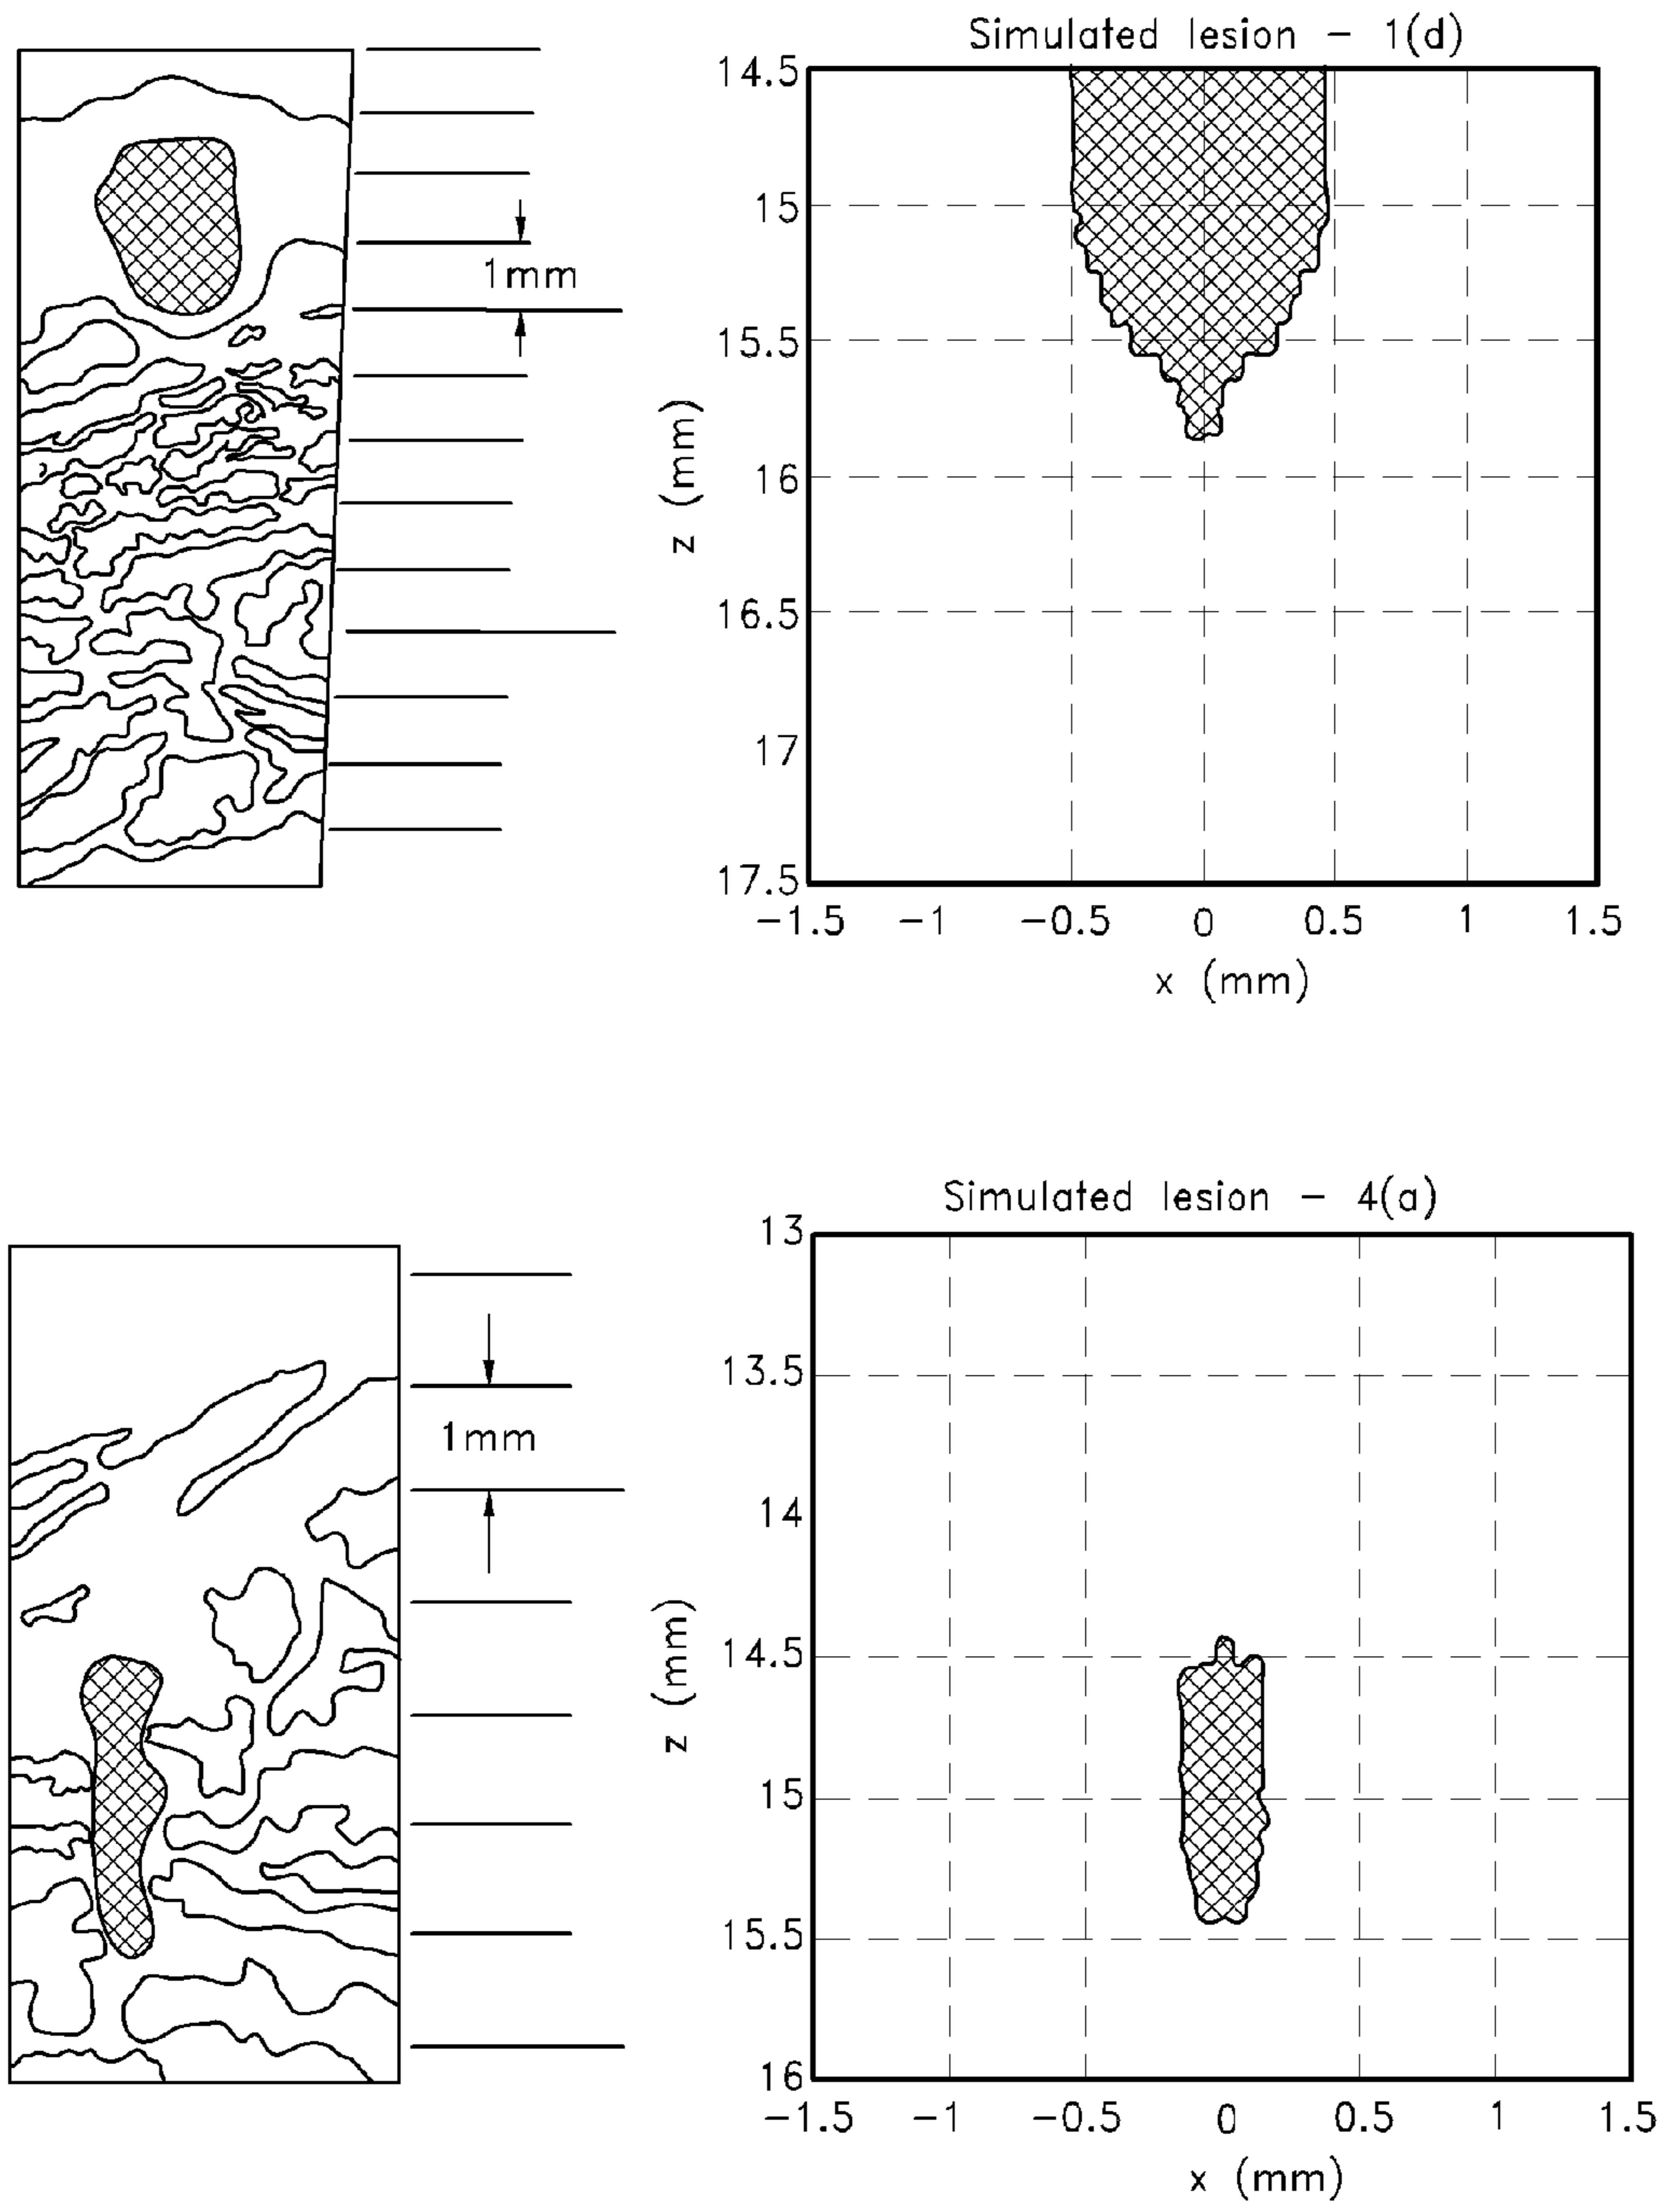 Simulated lesion - 1(d)
14.5
15
1mm
15.5
z (mm)
16
16.5
17
17.5
-1.5 -1 -0.5 0 0.5 1 1.5
x (mm)
Simulated lesion - 4(a)
13
13.5
1mm
14
z (mm)
14.5
15
15.5
16
-1.5 -1 -0.5 0 0.5 1 1.5
x (mm)